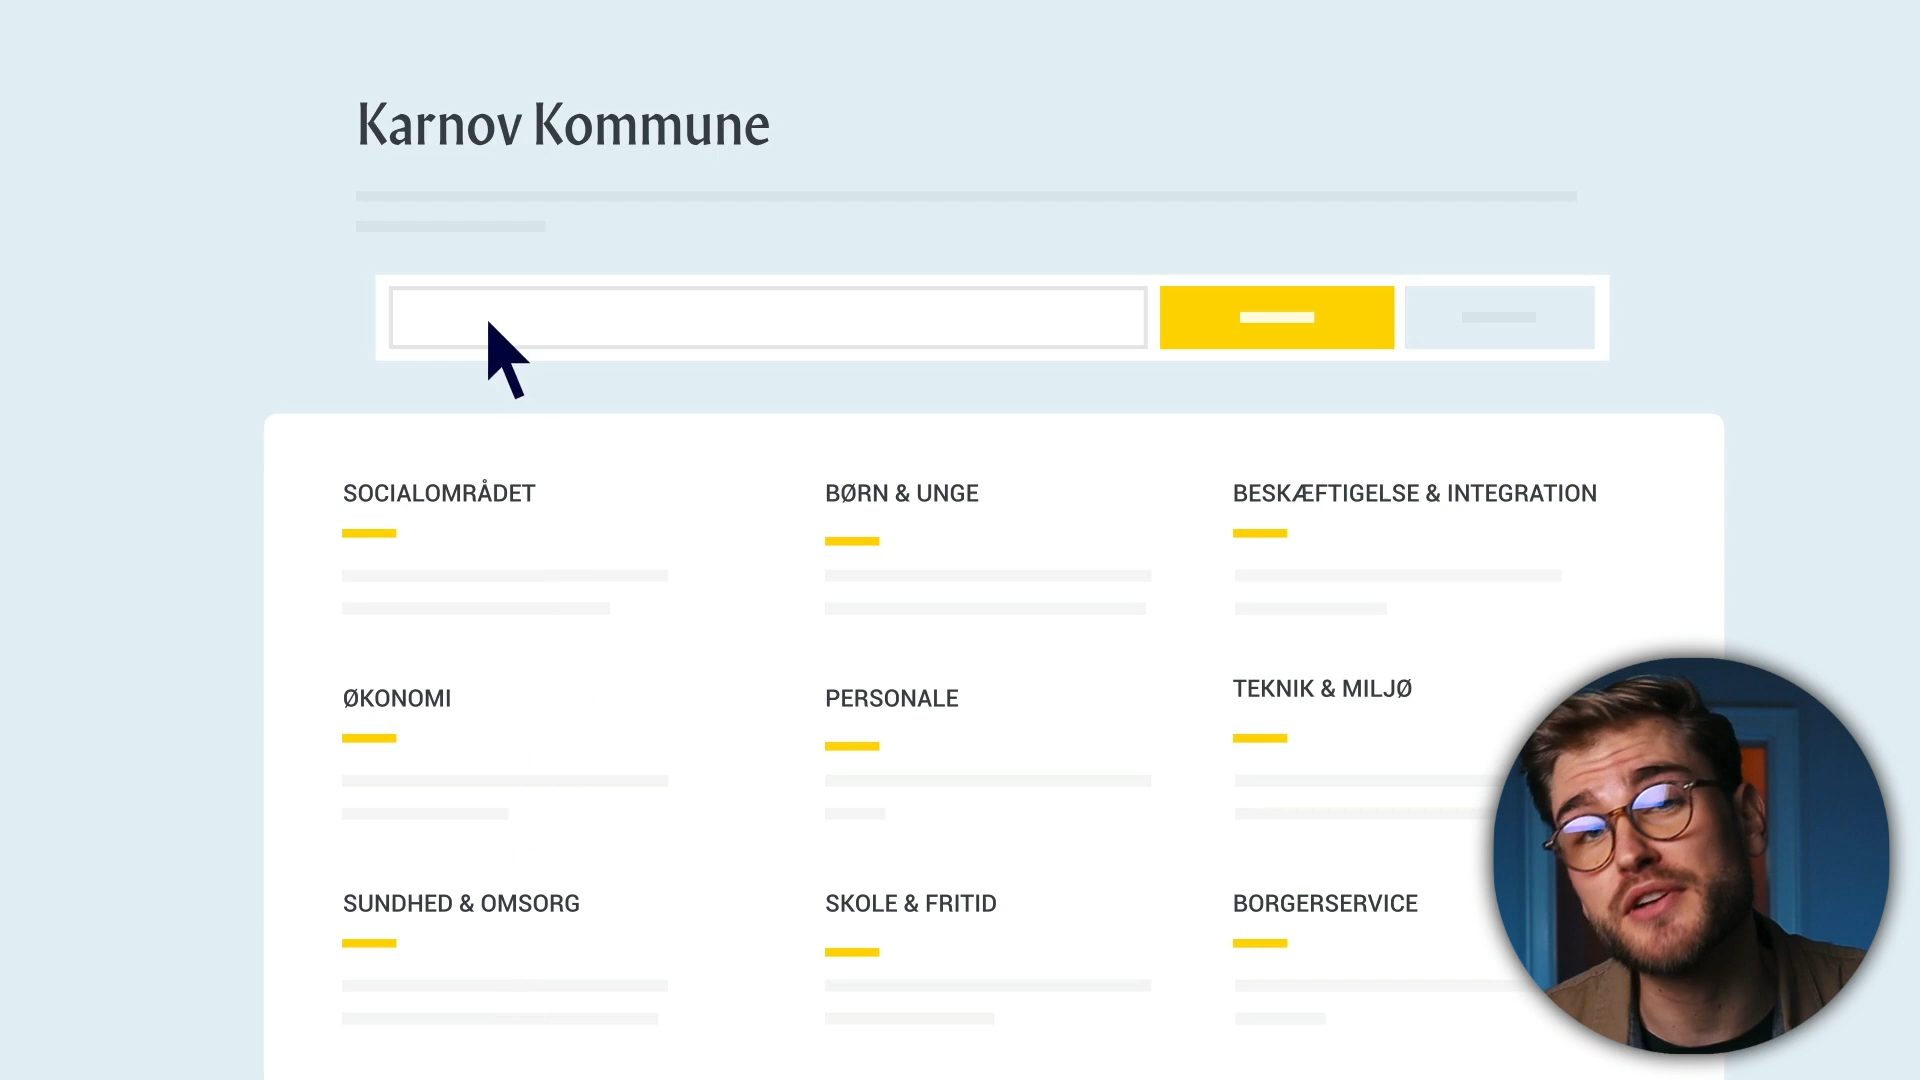 Karnov Kommune
SOCIALOMRÅDET
BØRN & UNGE
BESKÆFTIGELSE & INTEGRATION
ØKONOMI
PERSONALE
TEKNIK & MILJØ
SUNDHED & OMSORG
SKOLE & FRITID
BORGERSERVICE